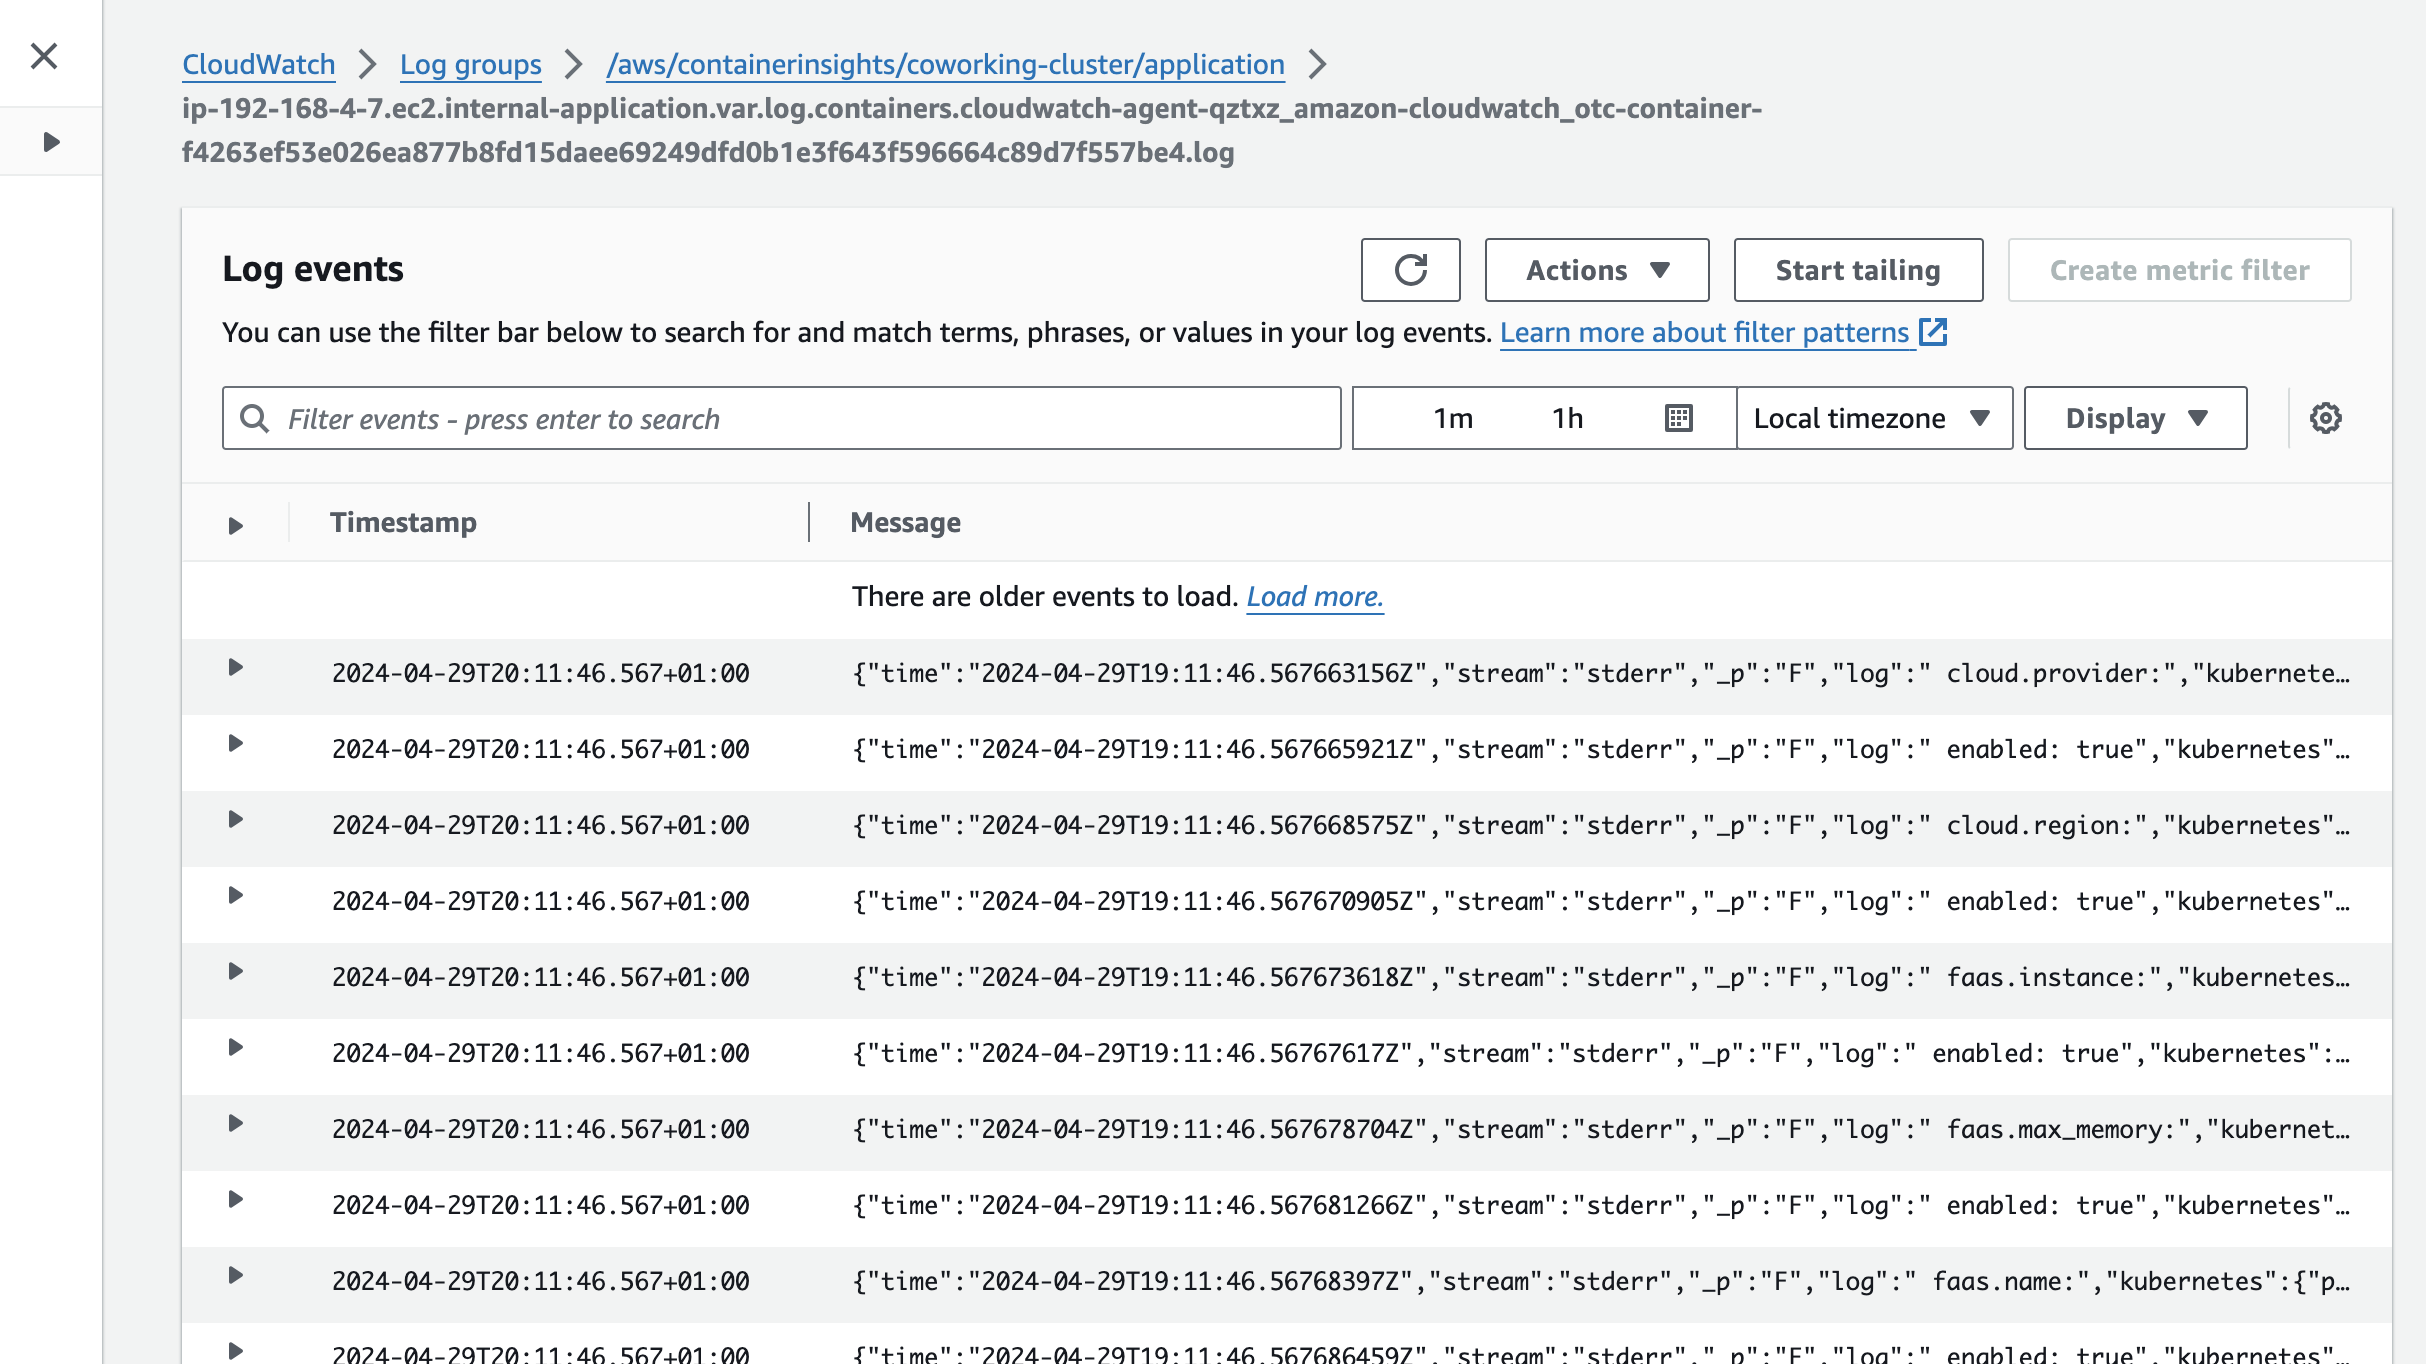 CloudWatch > Log groups > /aws/containerinsights/coworking-cluster/application >
ip-192-168-4-7.ec2.internal-application.var.log.containers.cloudwatch-agent-qztxz_amazon-cloudwatch_otc-container-
f4263ef53e026ea877b8fd15daee69249dfd0b1e3f643f596664c89d7f557be4.log
Log events
Actions
Start tailing
Create metric filter
You can use the filter bar below to search for and match terms, phrases, or values in your log events. Learn more about filter patterns
Filter events - press enter to search
1m
1h
Local timezone
Display
Timestamp Message
There are older events to load. Load more.
2024-04-29T20:11:46.567+01:00 {"time":"2024-04-29T19:11:46.567663156Z","stream":"stderr","_p":"F","log":" cloud.provider:","kubernete…
2024-04-29T20:11:46.567+01:00 {"time":"2024-04-29T19:11:46.567665921Z","stream":"stderr","_p":"F","log":" enabled: true","kubernetes"…
2024-04-29T20:11:46.567+01:00 {"time":"2024-04-29T19:11:46.567668575Z","stream":"stderr","_p":"F","log":" cloud.region:","kubernetes"…
2024-04-29T20:11:46.567+01:00 {"time":"2024-04-29T19:11:46.567670905Z","stream":"stderr","_p":"F","log":" enabled: true","kubernetes"…
2024-04-29T20:11:46.567+01:00 {"time":"2024-04-29T19:11:46.567673618Z","stream":"stderr","_p":"F","log":" faas.instance:","kubernetes…
2024-04-29T20:11:46.567+01:00 {"time":"2024-04-29T19:11:46.56767617Z","stream":"stderr","_p":"F","log":" enabled: true","kubernetes":…
2024-04-29T20:11:46.567+01:00 {"time":"2024-04-29T19:11:46.567678704Z","stream":"stderr","_p":"F","log":" faas.max_memory:","kubernet…
2024-04-29T20:11:46.567+01:00 {"time":"2024-04-29T19:11:46.567681266Z","stream":"stderr","_p":"F","log":" enabled: true","kubernetes"…
2024-04-29T20:11:46.567+01:00 {"time":"2024-04-29T19:11:46.56768397Z","stream":"stderr","_p":"F","log":" faas.name:","kubernetes":{"p…
2024-04-29T20:11:46.567+01:00 {"time":"2024-04-29T19:11:46.567686459Z","stream":"stderr","_p":"F","log":" enabled: true","kubernetes"…